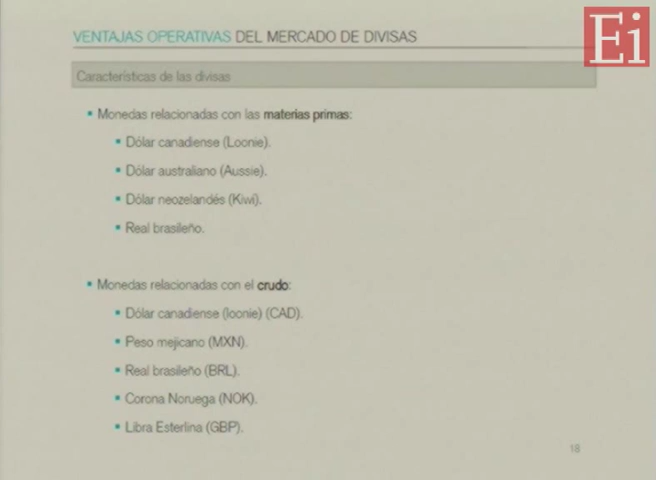 VENTAJAS OPERATIVAS DEL MERCADO DE DIVISAS
Ei
Características de las divisas
▪ Monedas relacionadas con las materias primas:
▪ Dólar canadiense (Loonie).
▪ Dólar australiano (Aussie).
▪ Dólar neozelandés (Kiwi).
▪ Real brasileño.
▪ Monedas relacionadas con el crudo:
▪ Dólar canadiense (loonie) (CAD).
▪ Peso mejicano (MXN).
▪ Real brasileño (BRL).
▪ Corona Noruega (NOK).
▪ Libra Esterlina (GBP).
18